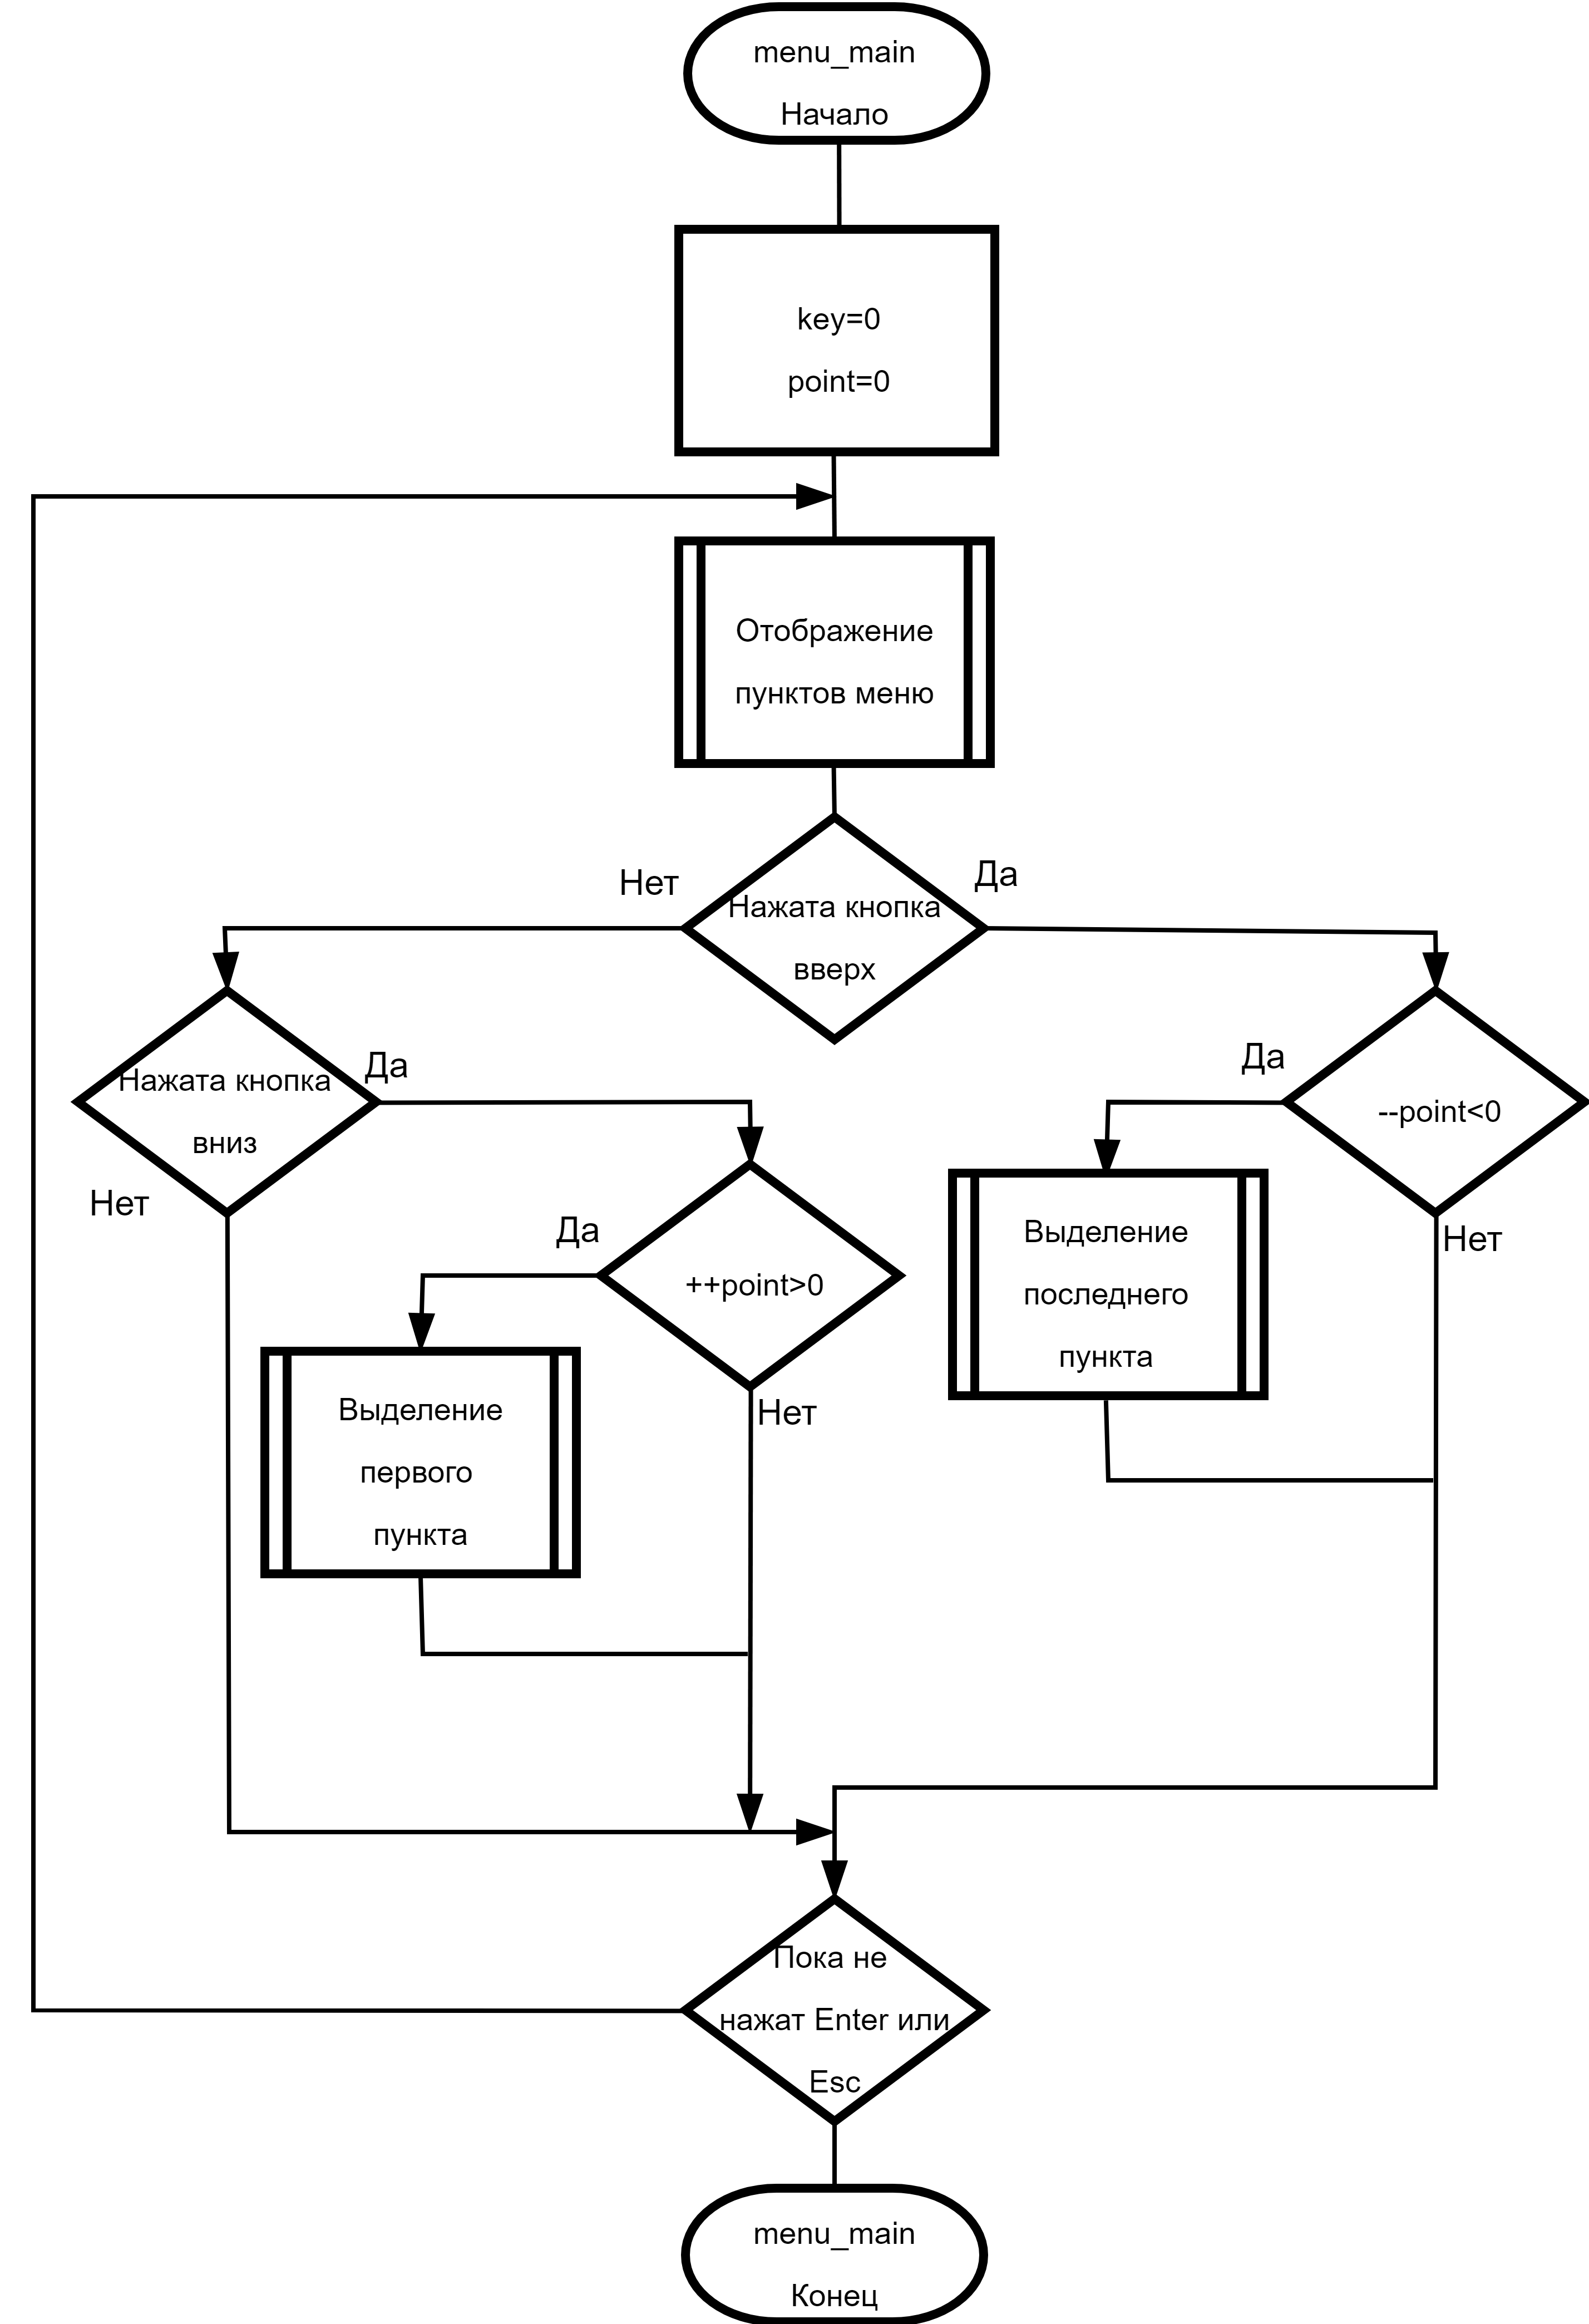 menu_main
Начало
key=0
point=0
Отображение
пунктов меню
Нет
Да
Нажата кнопка
вверх
Нажата кнопка
вниз
Да
Нет
Да
--point<0
Нет
Да
++point>0
Нет
Выделение
последнего
пункта
Выделение
первого
пункта
Пока не
нажат Enter или
Esc
menu_main
Конец